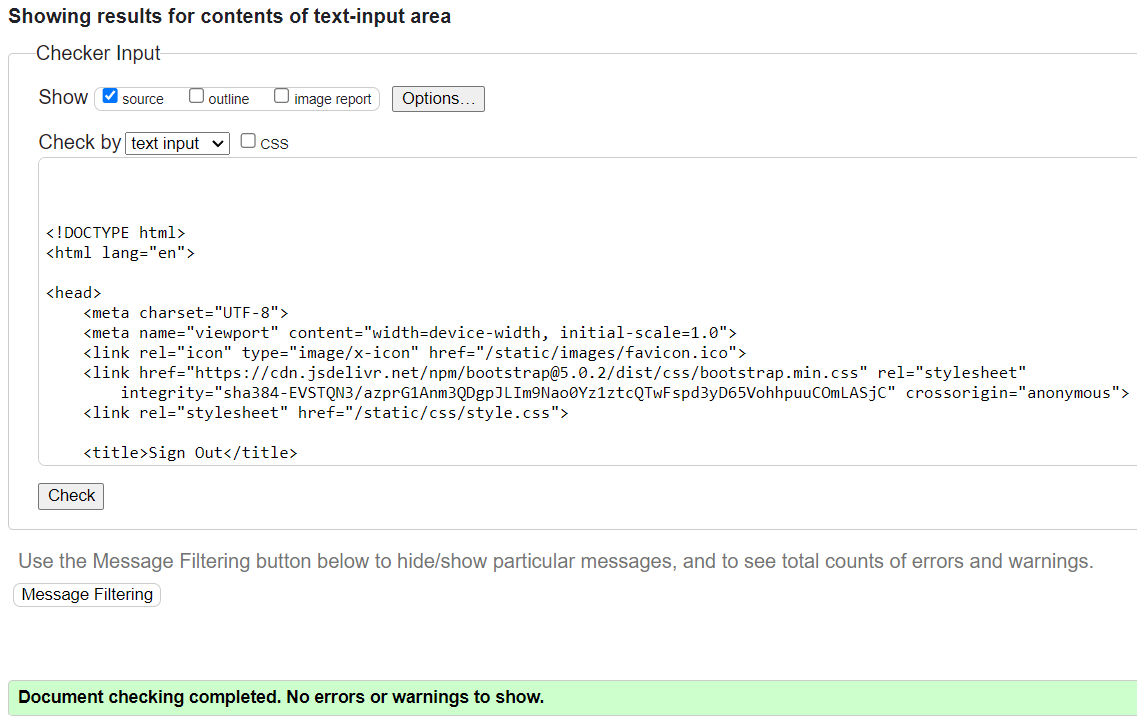 Showing results for contents of text-input area
Checker Input
Show source outline image report Options…
Check by text input CSS
<!DOCTYPE html>
<html lang="en">
<head>
    <meta charset="UTF-8">
    <meta name="viewport" content="width=device-width, initial-scale=1.0">
    <link rel="icon" type="image/x-icon" href="/static/images/favicon.ico">
    <link href="https://cdn.jsdelivr.net/npm/bootstrap@5.0.2/dist/css/bootstrap.min.css" rel="stylesheet"
        integrity="sha384-EVSTQN3/azprG1Anm3QDgpJLIm9Nao0Yz1ztcQTwFspd3yD65VohhpuuCOmLASjC" crossorigin="anonymous">
    <link rel="stylesheet" href="/static/css/style.css">
    <title>Sign Out</title>
Check
Use the Message Filtering button below to hide/show particular messages, and to see total counts of errors and warnings.
Message Filtering
Document checking completed. No errors or warnings to show.